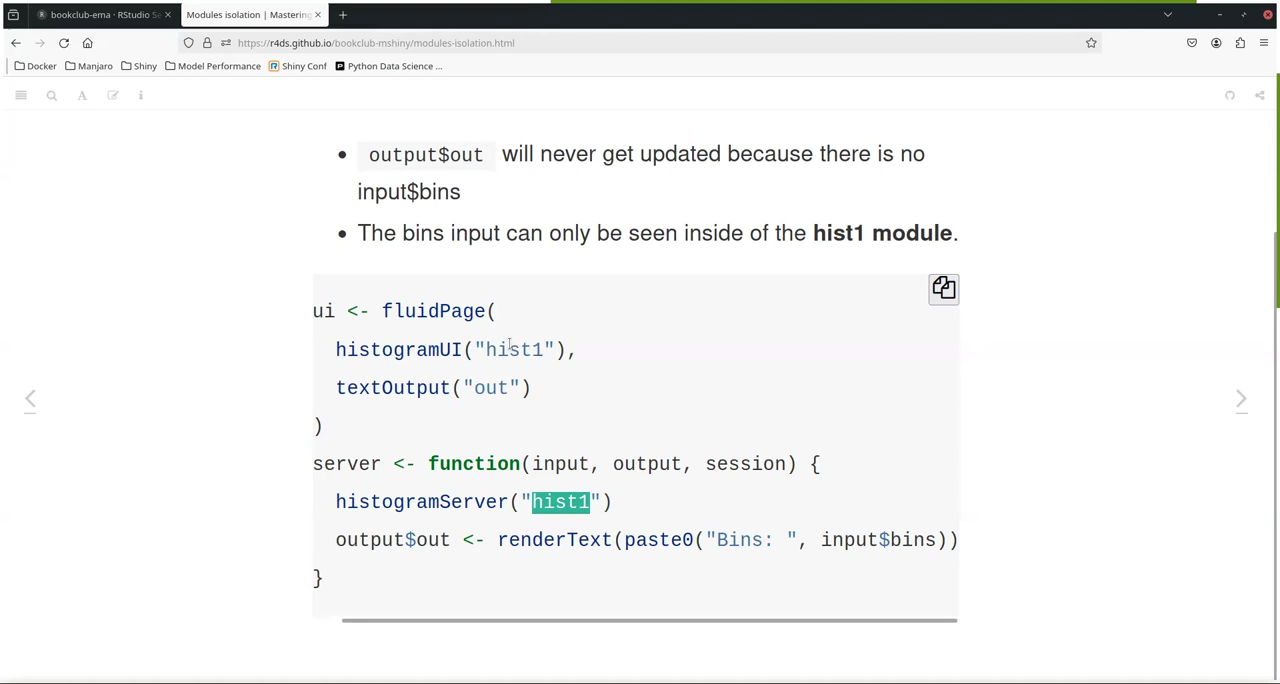 bookclub-ema · RStudio Se
Modules isolation | Mastering
https://r4ds.github.io/bookclub-mshiny/modules-isolation.html
Docker Manjaro Shiny Model Performance Shiny Conf Python Data Science ...
output$out will never get updated because there is no
input$bins
The bins input can only be seen inside of the hist1 module.
ui <- fluidPage(
histogramUI("hist1"),
textOutput("out")
)
server <- function(input, output, session) {
histogramServer("hist1")
output$out <- renderText(paste0("Bins: ", input$bins))
}